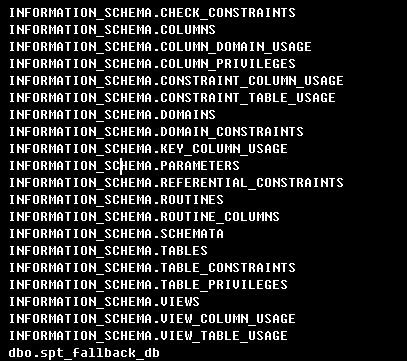 INFORMATION_SCHEMA.CHECK_CONSTRAINTS
INFORMATION_SCHEMA.COLUMNS
INFORMATION_SCHEMA.COLUMN_DOMAIN_USAGE
INFORMATION_SCHEMA.COLUMN_PRIVILEGES
INFORMATION_SCHEMA.CONSTRAINT_COLUMN_USAGE
INFORMATION_SCHEMA.CONSTRAINT_TABLE_USAGE
INFORMATION_SCHEMA.DOMAINS
INFORMATION_SCHEMA.DOMAIN_CONSTRAINTS
INFORMATION_SCHEMA.KEY_COLUMN_USAGE
INFORMATION_SCHEMA.PARAMETERS
INFORMATION_SCHEMA.REFERENTIAL_CONSTRAINTS
INFORMATION_SCHEMA.ROUTINES
INFORMATION_SCHEMA.ROUTINE_COLUMNS
INFORMATION_SCHEMA.SCHEMATA
INFORMATION_SCHEMA.TABLES
INFORMATION_SCHEMA.TABLE_CONSTRAINTS
INFORMATION_SCHEMA.TABLE_PRIVILEGES
INFORMATION_SCHEMA.VIEWS
INFORMATION_SCHEMA.VIEW_COLUMN_USAGE
INFORMATION_SCHEMA.VIEW_TABLE_USAGE
dbo.spt_fallback_db